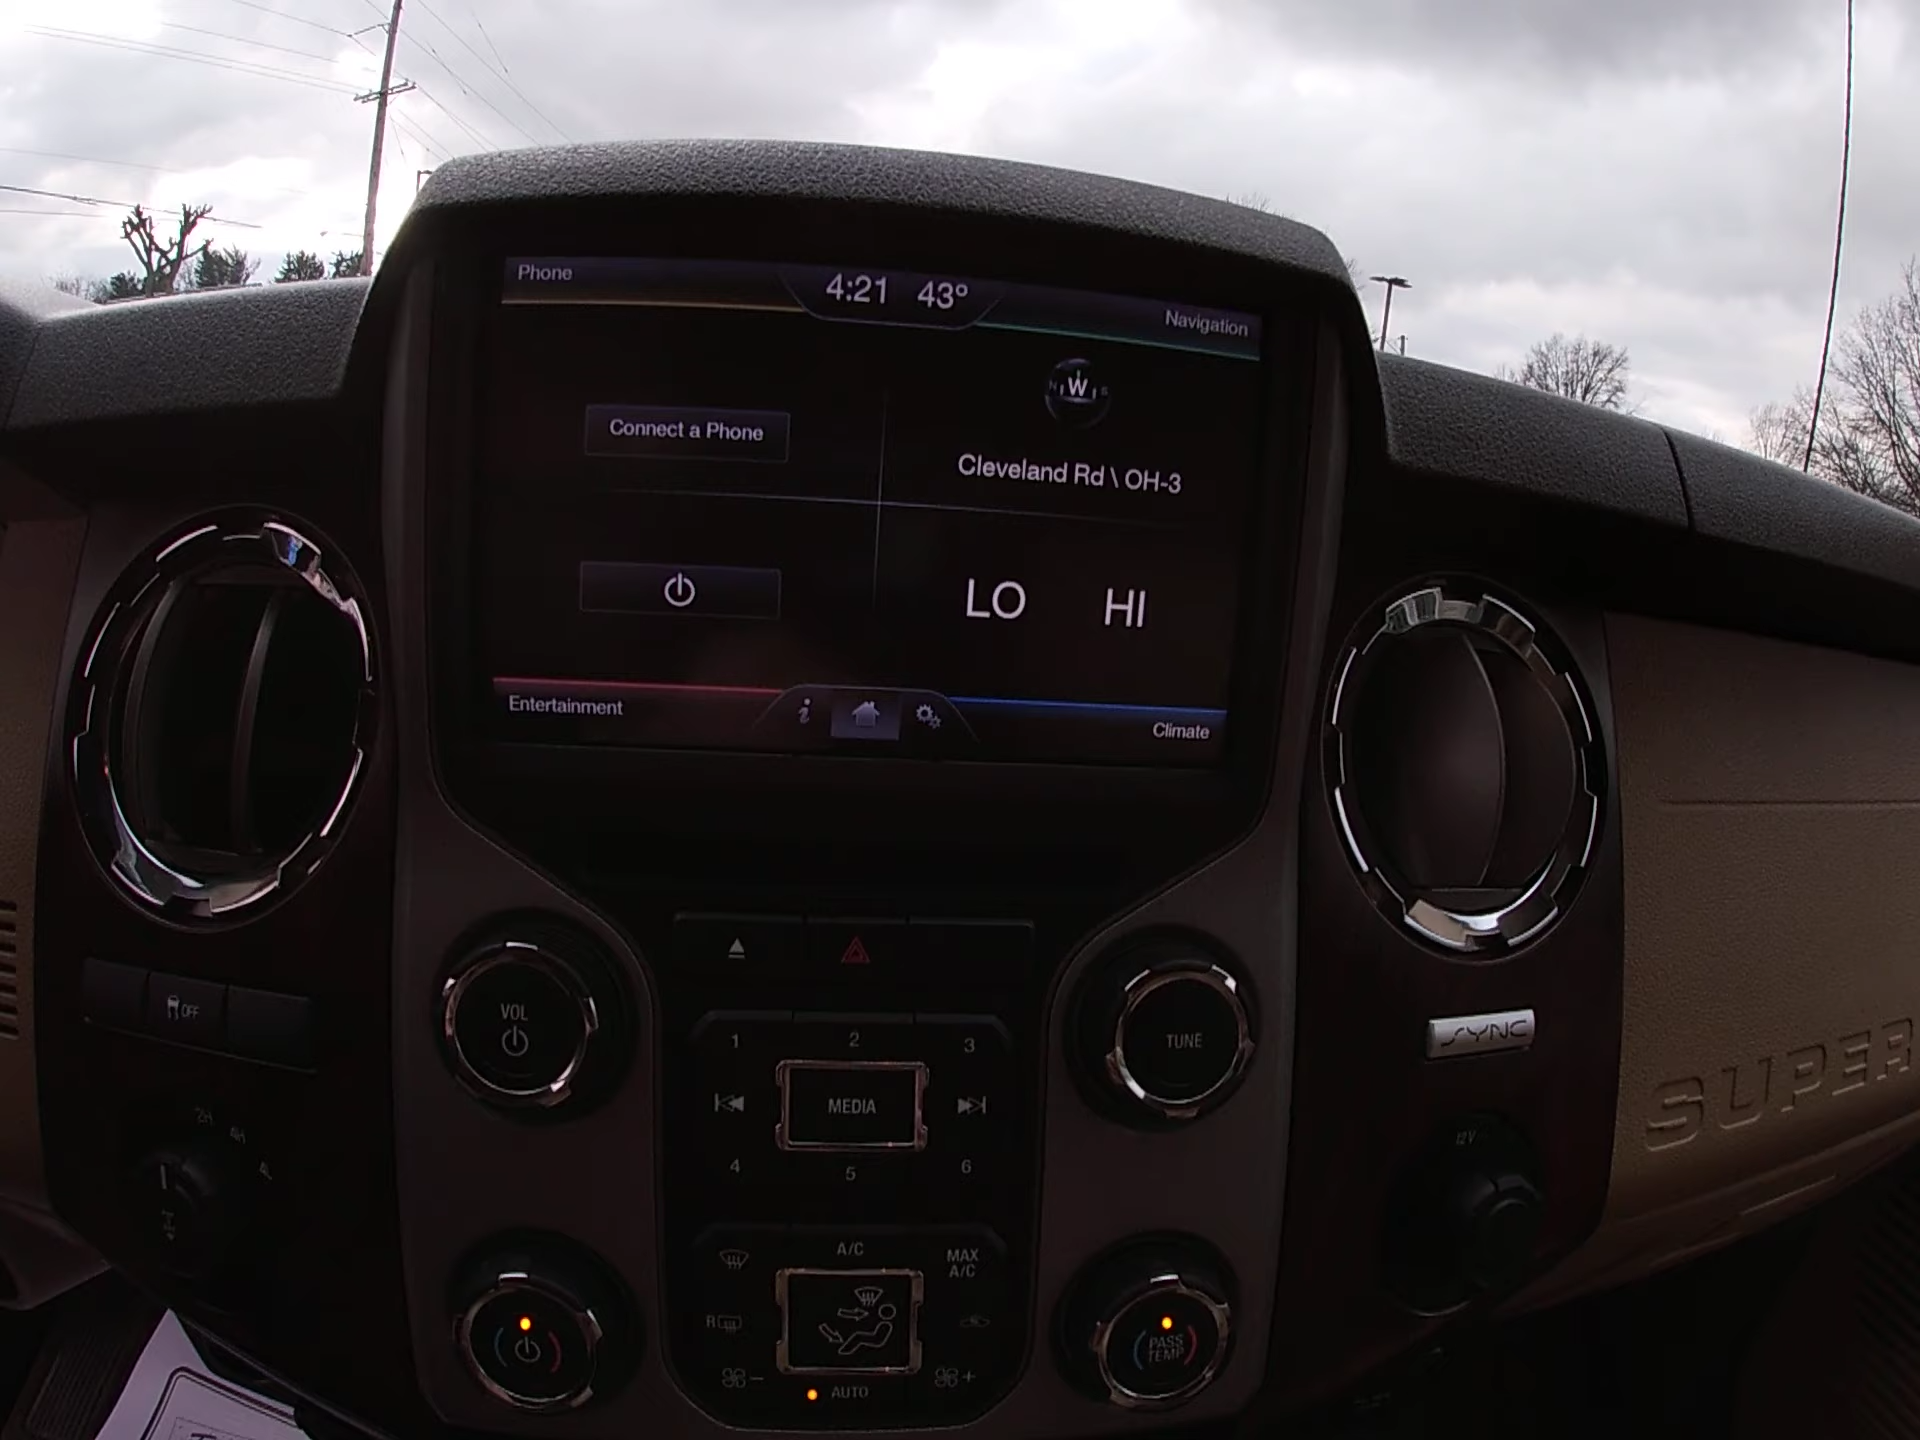 Phone
4:21 43°
Navigation
N W S
Connect a Phone
Cleveland Rd \ OH-3
LO HI
Entertainment
i
Climate
OFF
VOL
TUNE
SYNC
SUPER
1 2 3
MEDIA
4 5 6
2H
4H
4L
12V
A/C
MAX
A/C
R
PASS
TEMP
- +
AUTO